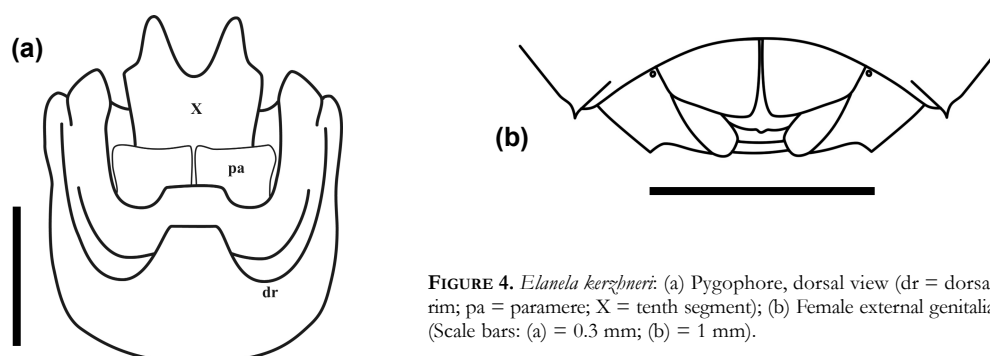 (a)
X
pa
dr
(b)
FIGURE 4. Elanela kerzhneri: (a) Pygophore, dorsal view (dr = dorsa
rim; pa = paramere; X = tenth segment); (b) Female external genitalia
(Scale bars: (a) = 0.3 mm; (b) = 1 mm).